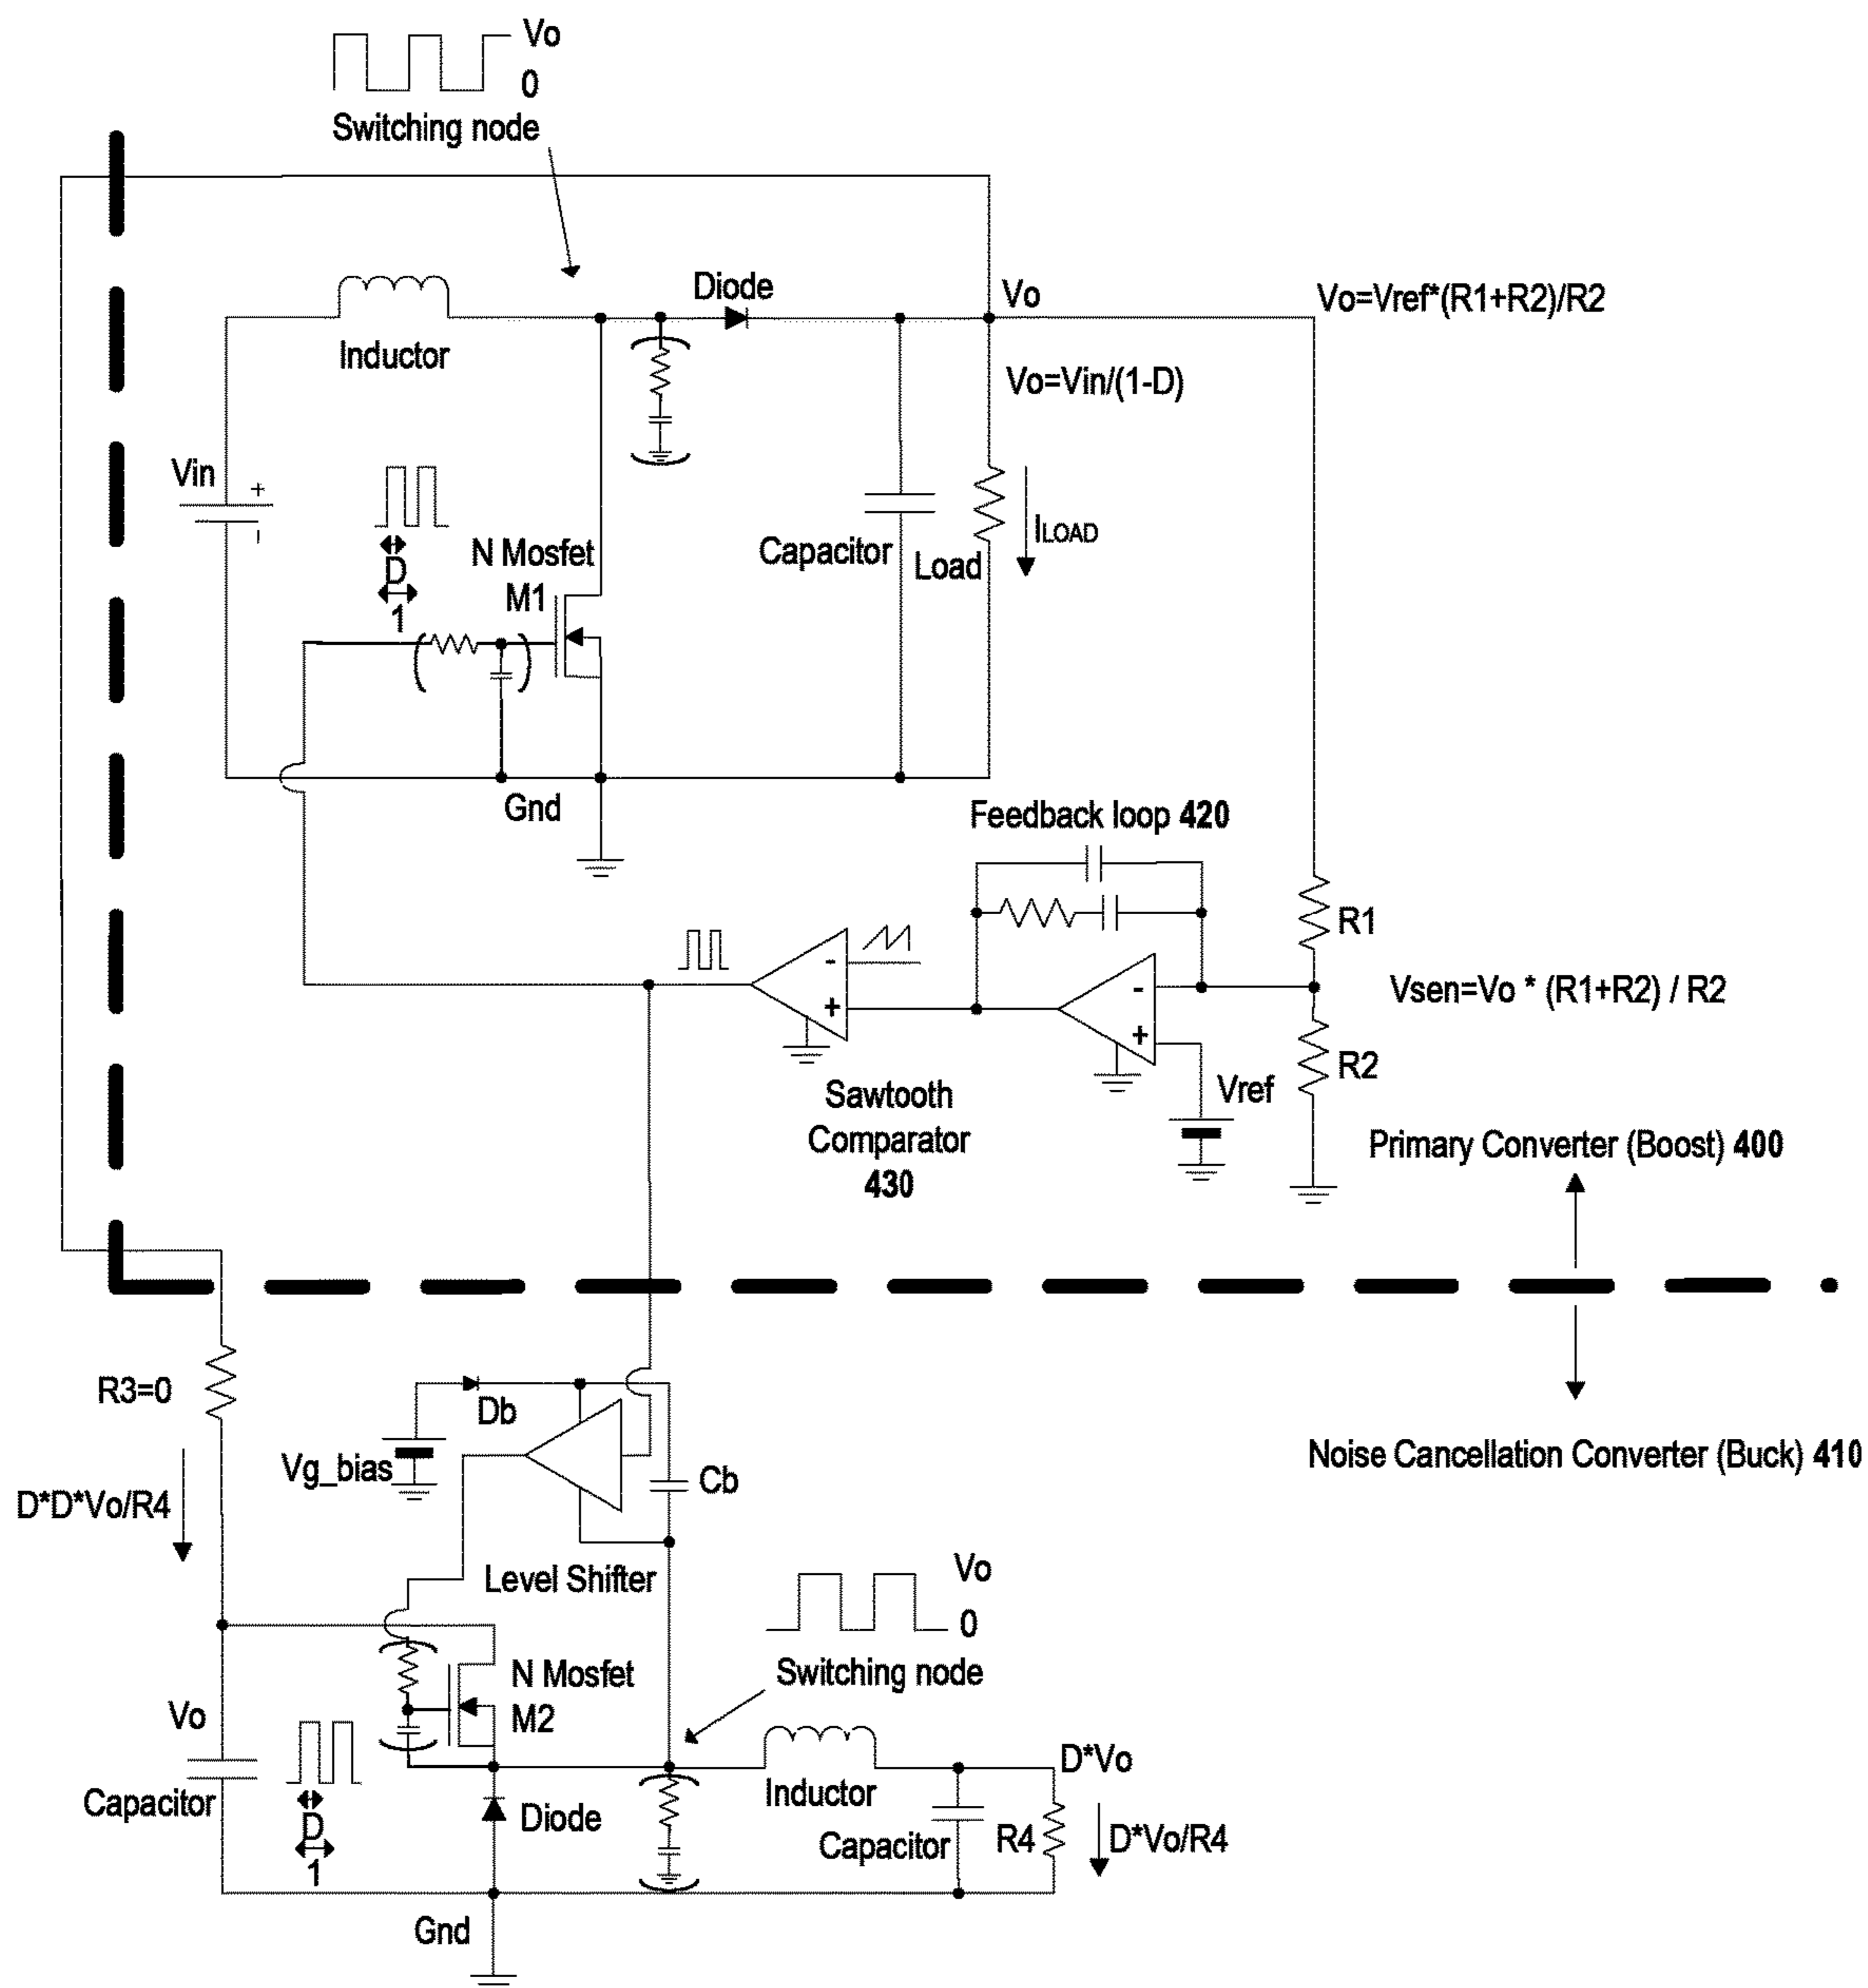 Vo
0
Switching node
Diode
Vo
Vo=Vref*(R1+R2)/R2
Inductor
Vo=Vin/(1-D)
Vin
+
-
D
1
N Mosfet
M1
Capacitor
Load
ILOAD
Gnd
Feedback loop 420
R1
-
+
-
+
Vsen=Vo * (R1+R2) / R2
R2
Vref
Sawtooth
Comparator
430
Primary Converter (Boost) 400
R3=0
Db
Vg_bias
Cb
Noise Cancellation Converter (Buck) 410
D*D*Vo/R4
Level Shifter
Vo
0
Switching node
N Mosfet
M2
Vo
Capacitor
D
1
Diode
Inductor
D*Vo
Capacitor
R4
D*Vo/R4
Gnd